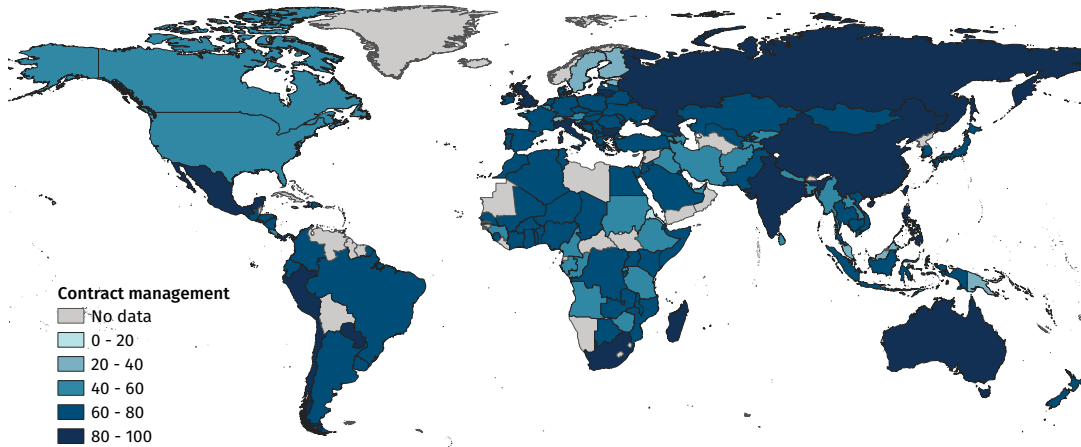 Contract management
No data
0 - 20
20 - 40
40 - 60
60 - 80
80 - 100